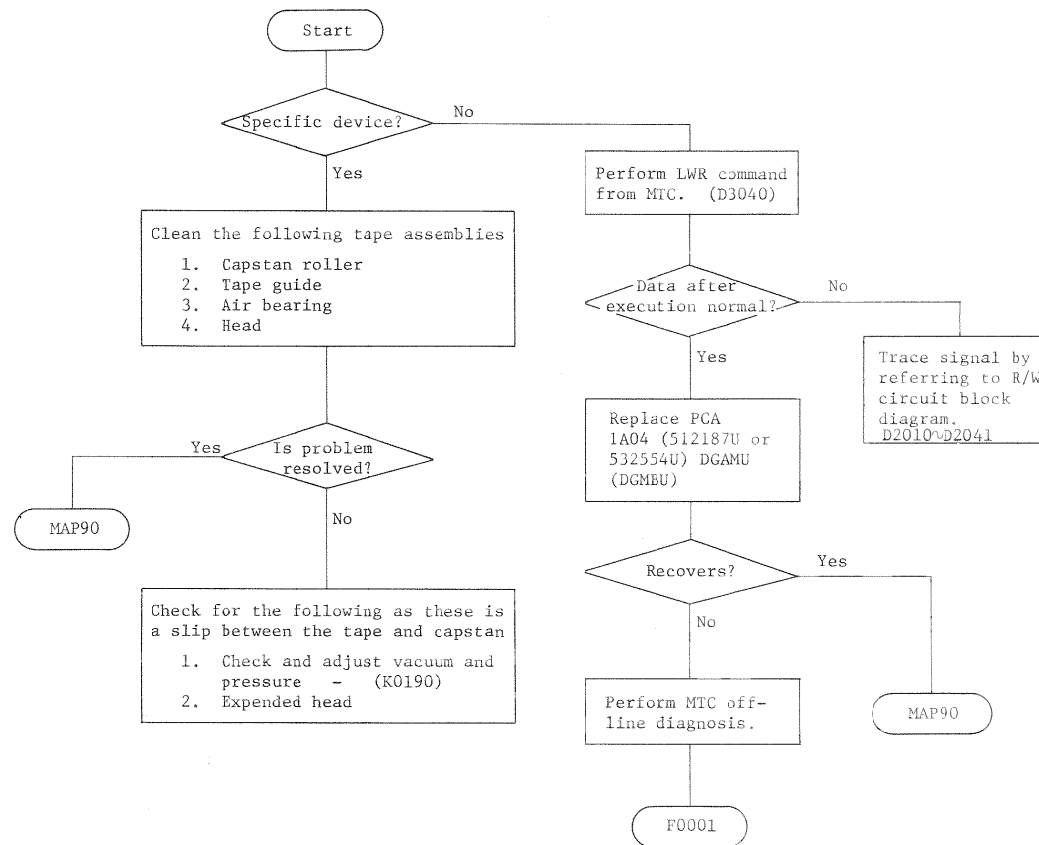 Start
Specific device?
No
Yes
Perform LWR command
from MTC. (D3040)
Clean the following tape assemblies
1. Capstan roller
2. Tape guide
3. Air bearing
4. Head
Data after
execution normal?
No
Yes
Trace signal by
referring to R/W
circuit block
diagram.
D2010~D2041
Replace PCA
1A04 (512187U or
532554U) DGAMU
(DGMBU)
Is problem
resolved?
Yes
MAP90
No
Recovers?
Yes
No
Check for the following as these is
a slip between the tape and capstan
1. Check and adjust vacuum and
pressure - (K0190)
2. Expended head
Perform MTC off-
line diagnosis.
MAP90
F0001